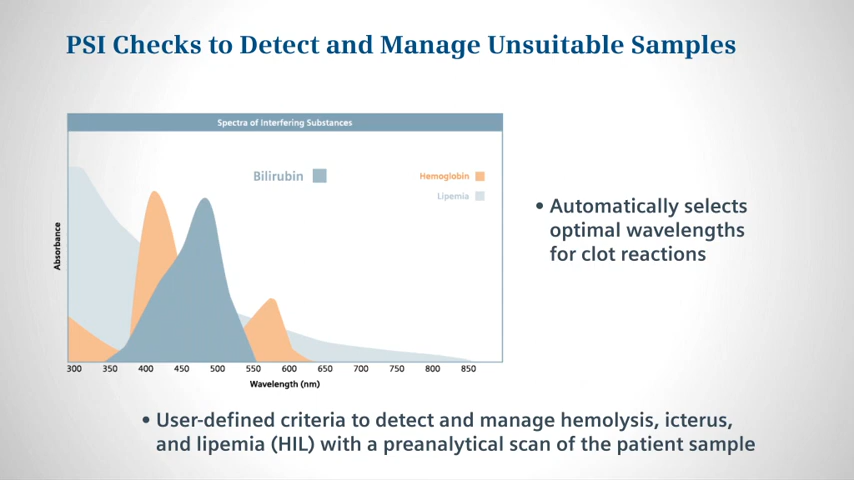 PSI Checks to Detect and Manage Unsuitable Samples
Spectra of Interfering Substances
Bilirubin
Hemoglobin
Lipemia
Absorbance
300 350 400 450 500 550 600 650 700 750 800 850
Wavelength (nm)
• Automatically selects
optimal wavelengths
for clot reactions
• User-defined criteria to detect and manage hemolysis, icterus,
and lipemia (HIL) with a preanalytical scan of the patient sample